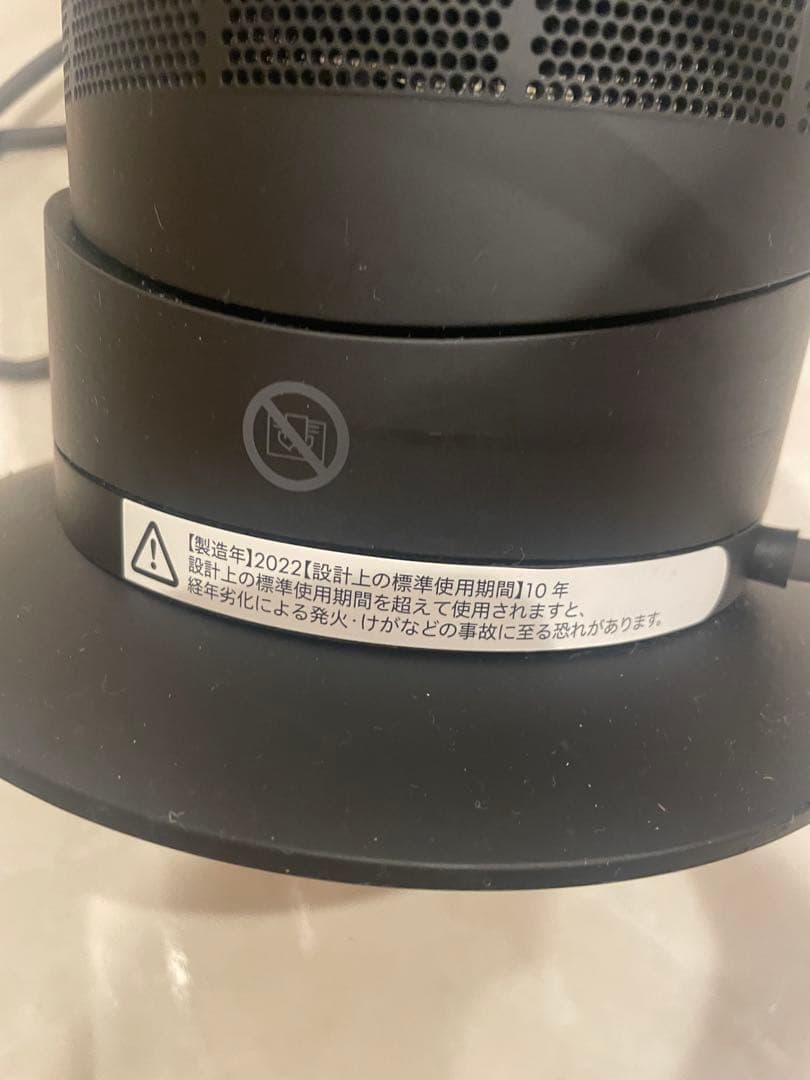 【製造年】2022【設計上の標準使用期間】10 年
設計上の標準使用期間を超えて使用されますと、
経年劣化による発火・けがなどの事故に至る恐れがあります。